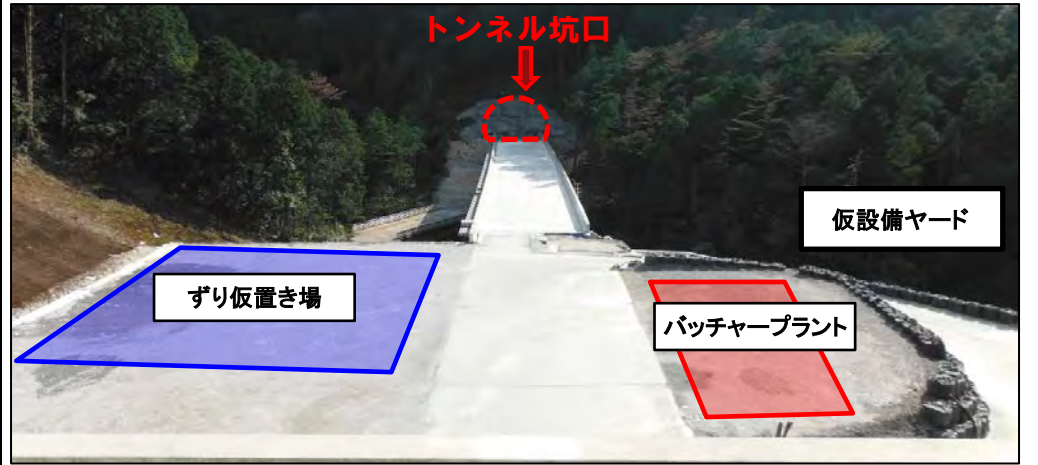 トンネル坑口
仮設備ヤード
ずり仮置き場
バッチャープラント